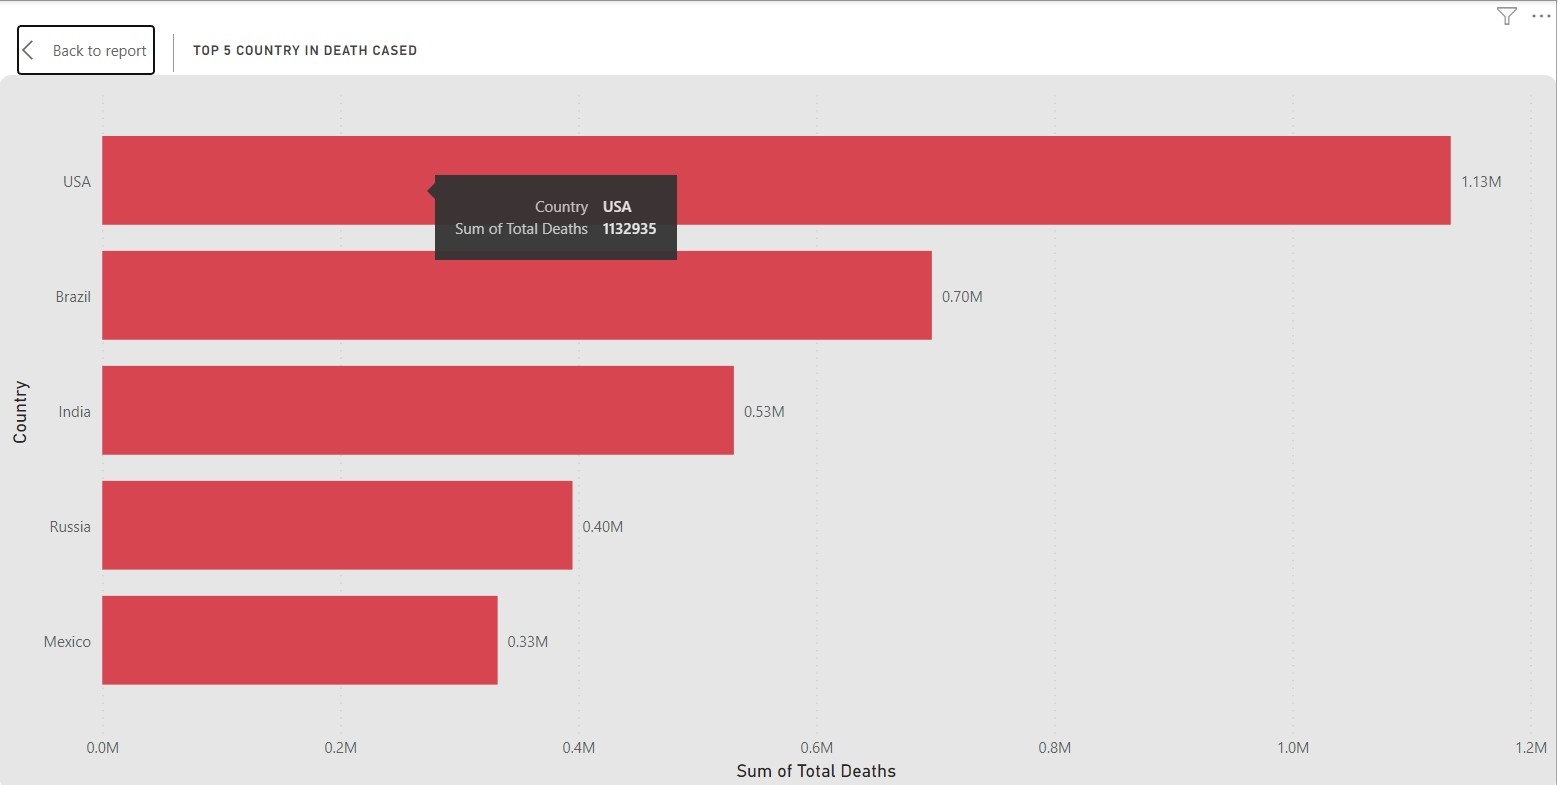 Back to report
TOP 5 COUNTRY IN DEATH CASED
USA
1.13M
Country USA
Sum of Total Deaths 1132935
Brazil
0.70M
India
0.53M
Russia
0.40M
Mexico
0.33M
Country
0.0M 0.2M 0.4M 0.6M 0.8M 1.0M 1.2M
Sum of Total Deaths